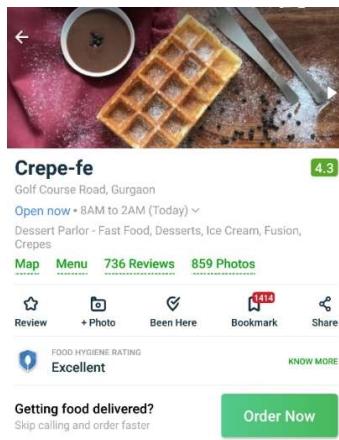 Crepe-fe
4.3
Golf Course Road, Gurgaon
Open now • 8AM to 2AM (Today)
Dessert Parlor - Fast Food, Desserts, Ice Cream, Fusion,
Crepes
Map Menu 736 Reviews 859 Photos
1414
Review + Photo Been Here Bookmark Share
FOOD HYGIENE RATING
Excellent
KNOW MORE
Getting food delivered?
Skip calling and order faster
Order Now